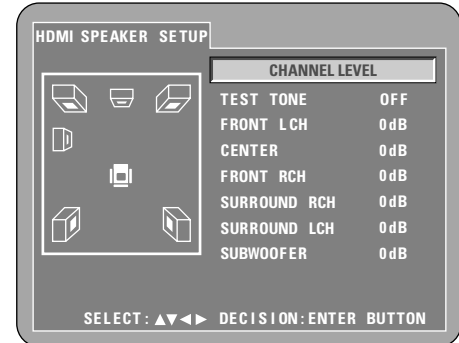 HDMI SPEAKER SETUP
CHANNEL LEVEL
TEST TONE OFF
FRONT LCH 0dB
CENTER 0dB
FRONT RCH 0dB
SURROUND RCH 0dB
SURROUND LCH 0dB
SUBWOOFER 0dB
SELECT: ▲▼◄► DECISION:ENTER BUTTON